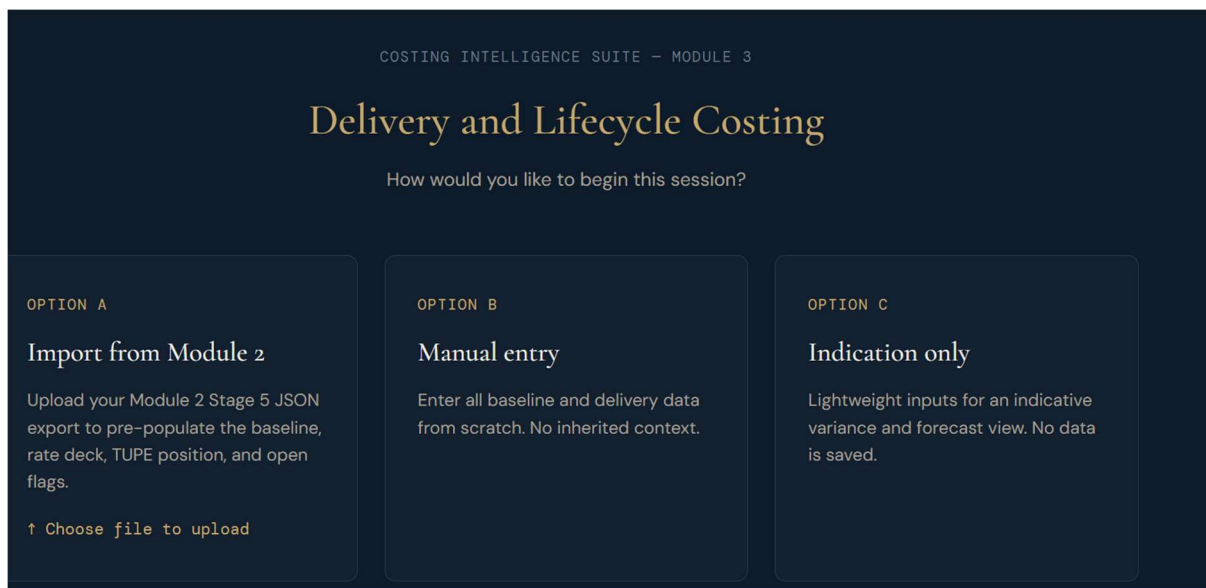 COSTING INTELLIGENCE SUITE — MODULE 3
Delivery and Lifecycle Costing
How would you like to begin this session?
OPTION A
Import from Module 2
Upload your Module 2 Stage 5 JSON
export to pre-populate the baseline,
rate deck, TUPE position, and open
flags.
↑ Choose file to upload
OPTION B
Manual entry
Enter all baseline and delivery data
from scratch. No inherited context.
OPTION C
Indication only
Lightweight inputs for an indicative
variance and forecast view. No data
is saved.